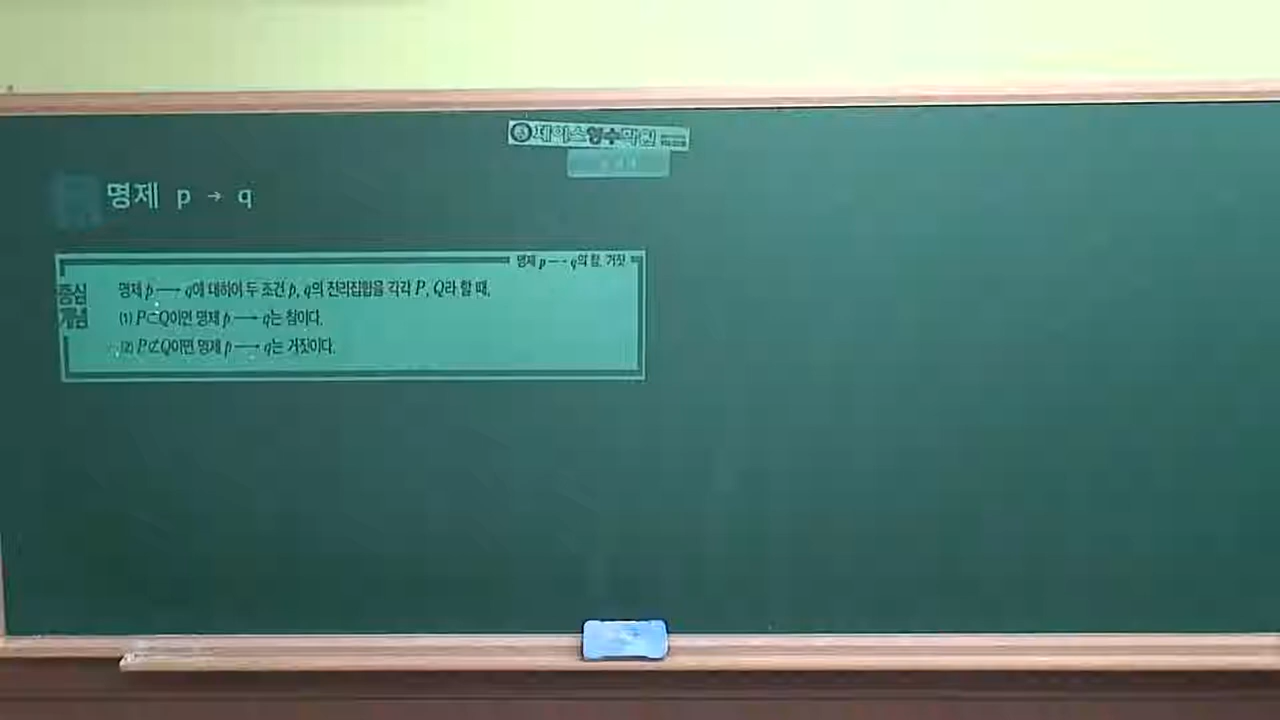 영수학원
명제 p → q
명제 p → q의 참, 거짓
중심
개념
명제 p → q에 대하여 두 조건 p, q의 진리집합을 각각 P, Q라 할 때,
(1) P⊂Q이면 명제 p → q는 참이다.
(2) P⊄Q이면 명제 p → q는 거짓이다.